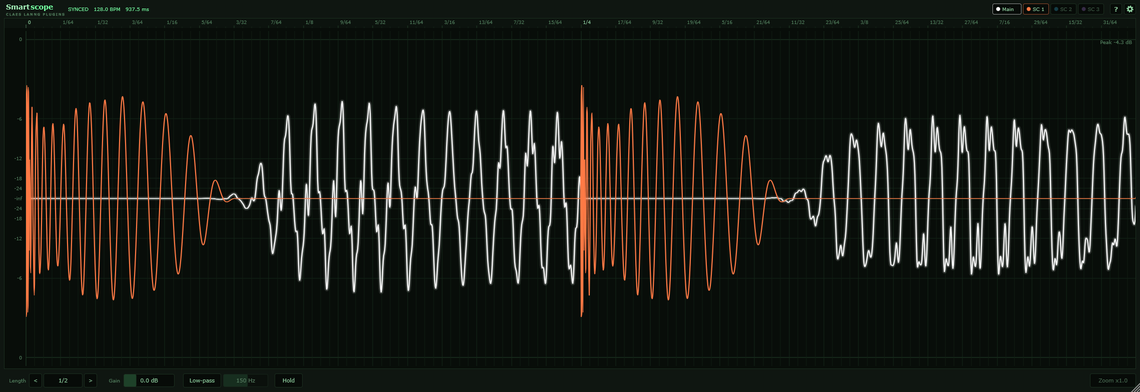 Smartscope SYNCED 128.0 BPM 937.5 ms Main SC 1 SC 2 SC 3 ?
CLASS LARNG PLUGINS
0 1/64 1/32 3/64 1/16 5/64 3/32 7/64 1/8 9/64 5/32 11/64 3/16 13/64 7/32 15/64 1/4 17/64 9/32 19/64 5/16 21/64 11/32 23/64 3/8 25/64 13/32 27/64 7/16 29/64 15/32 31/64
0
Peak -4.3 dB
-6
-12
-18
-24
-inf
-24
-18
-12
-6
0
Length < 1/2 > Gain 0.0 dB Low-pass 150 Hz Hold Zoom x1.0